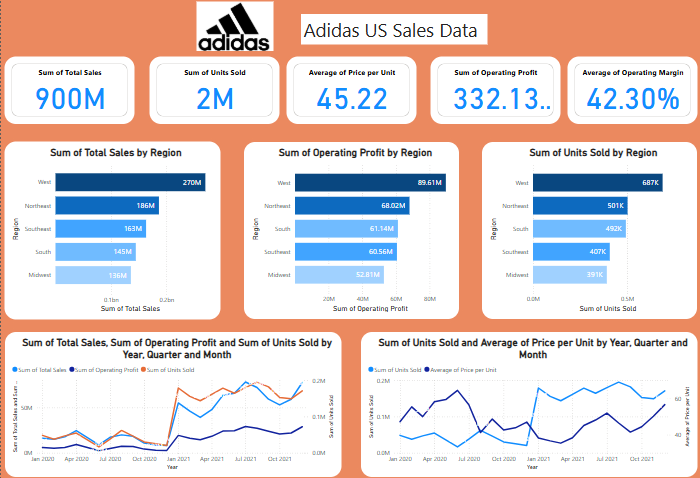 adidas
Adidas US Sales Data
Sum of Total Sales
900M
Sum of Units Sold
2M
Average of Price per Unit
45.22
Sum of Operating Profit
332.13..
Average of Operating Margin
42.30%
Sum of Total Sales by Region
Region
West
270M
Northeast
186M
Southeast
163M
South
145M
Midwest
136M
0.1bn 0.2bn
Sum of Total Sales
Sum of Operating Profit by Region
Region
West
89.61M
Northeast
68.02M
South
61.14M
Southeast
60.56M
Midwest
52.81M
20M 40M 60M 80M
Sum of Operating Profit
Sum of Units Sold by Region
Region
West
687K
Northeast
501K
South
492K
Southeast
407K
Midwest
391K
0.0M 0.5M
Sum of Units Sold
Sum of Total Sales, Sum of Operating Profit and Sum of Units Sold by
Year, Quarter and Month
Sum of Total Sales Sum of Operating Profit Sum of Units Sold
Sum of Total Sales and Sum ...
50M
0M
0.2M
0.1M
0.0M
Sum of Units Sold
Jan 2020 Apr 2020 Jul 2020 Oct 2020 Jan 2021 Apr 2021 Jul 2021 Oct 2021
Year
Sum of Units Sold and Average of Price per Unit by Year, Quarter and
Month
Sum of Units Sold Average of Price per Unit
Sum of Units Sold
0.2M
0.1M
0.0M
60
40
Average of Price per Unit
Jan 2020 Apr 2020 Jul 2020 Oct 2020 Jan 2021 Apr 2021 Jul 2021 Oct 2021
Year